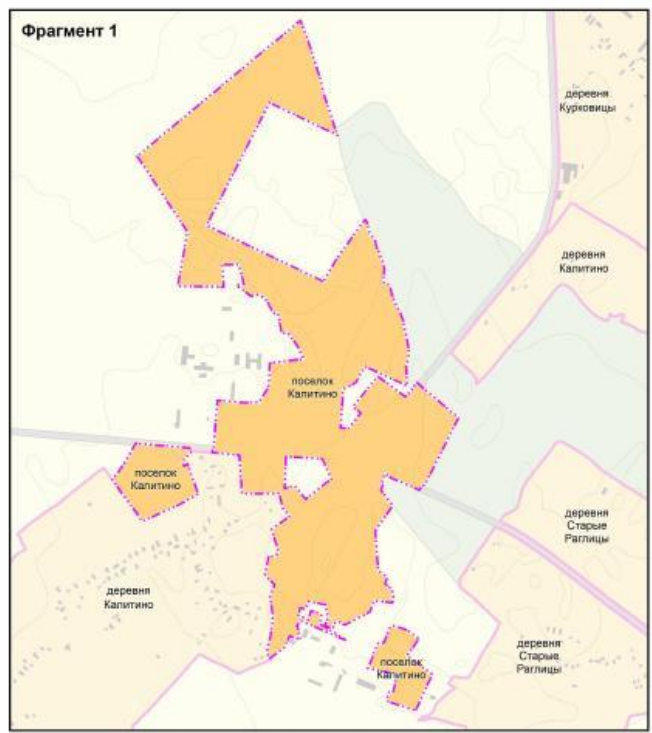 Фрагмент 1
деревня
Курковицы
деревня
Калитино
поселок
Калитино
поселок
Калитино
деревня
Старые
Раглицы
деревня
Калитино
деревня
Старые
Раглицы
поселок
Калитино